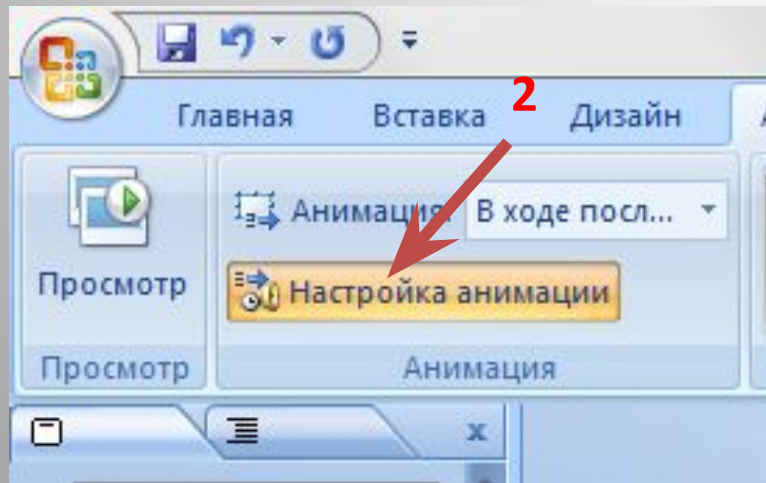 2
Главная Вставка Дизайн А
Анимация: В ходе посл...
Просмотр Настройка анимации
Просмотр Анимация